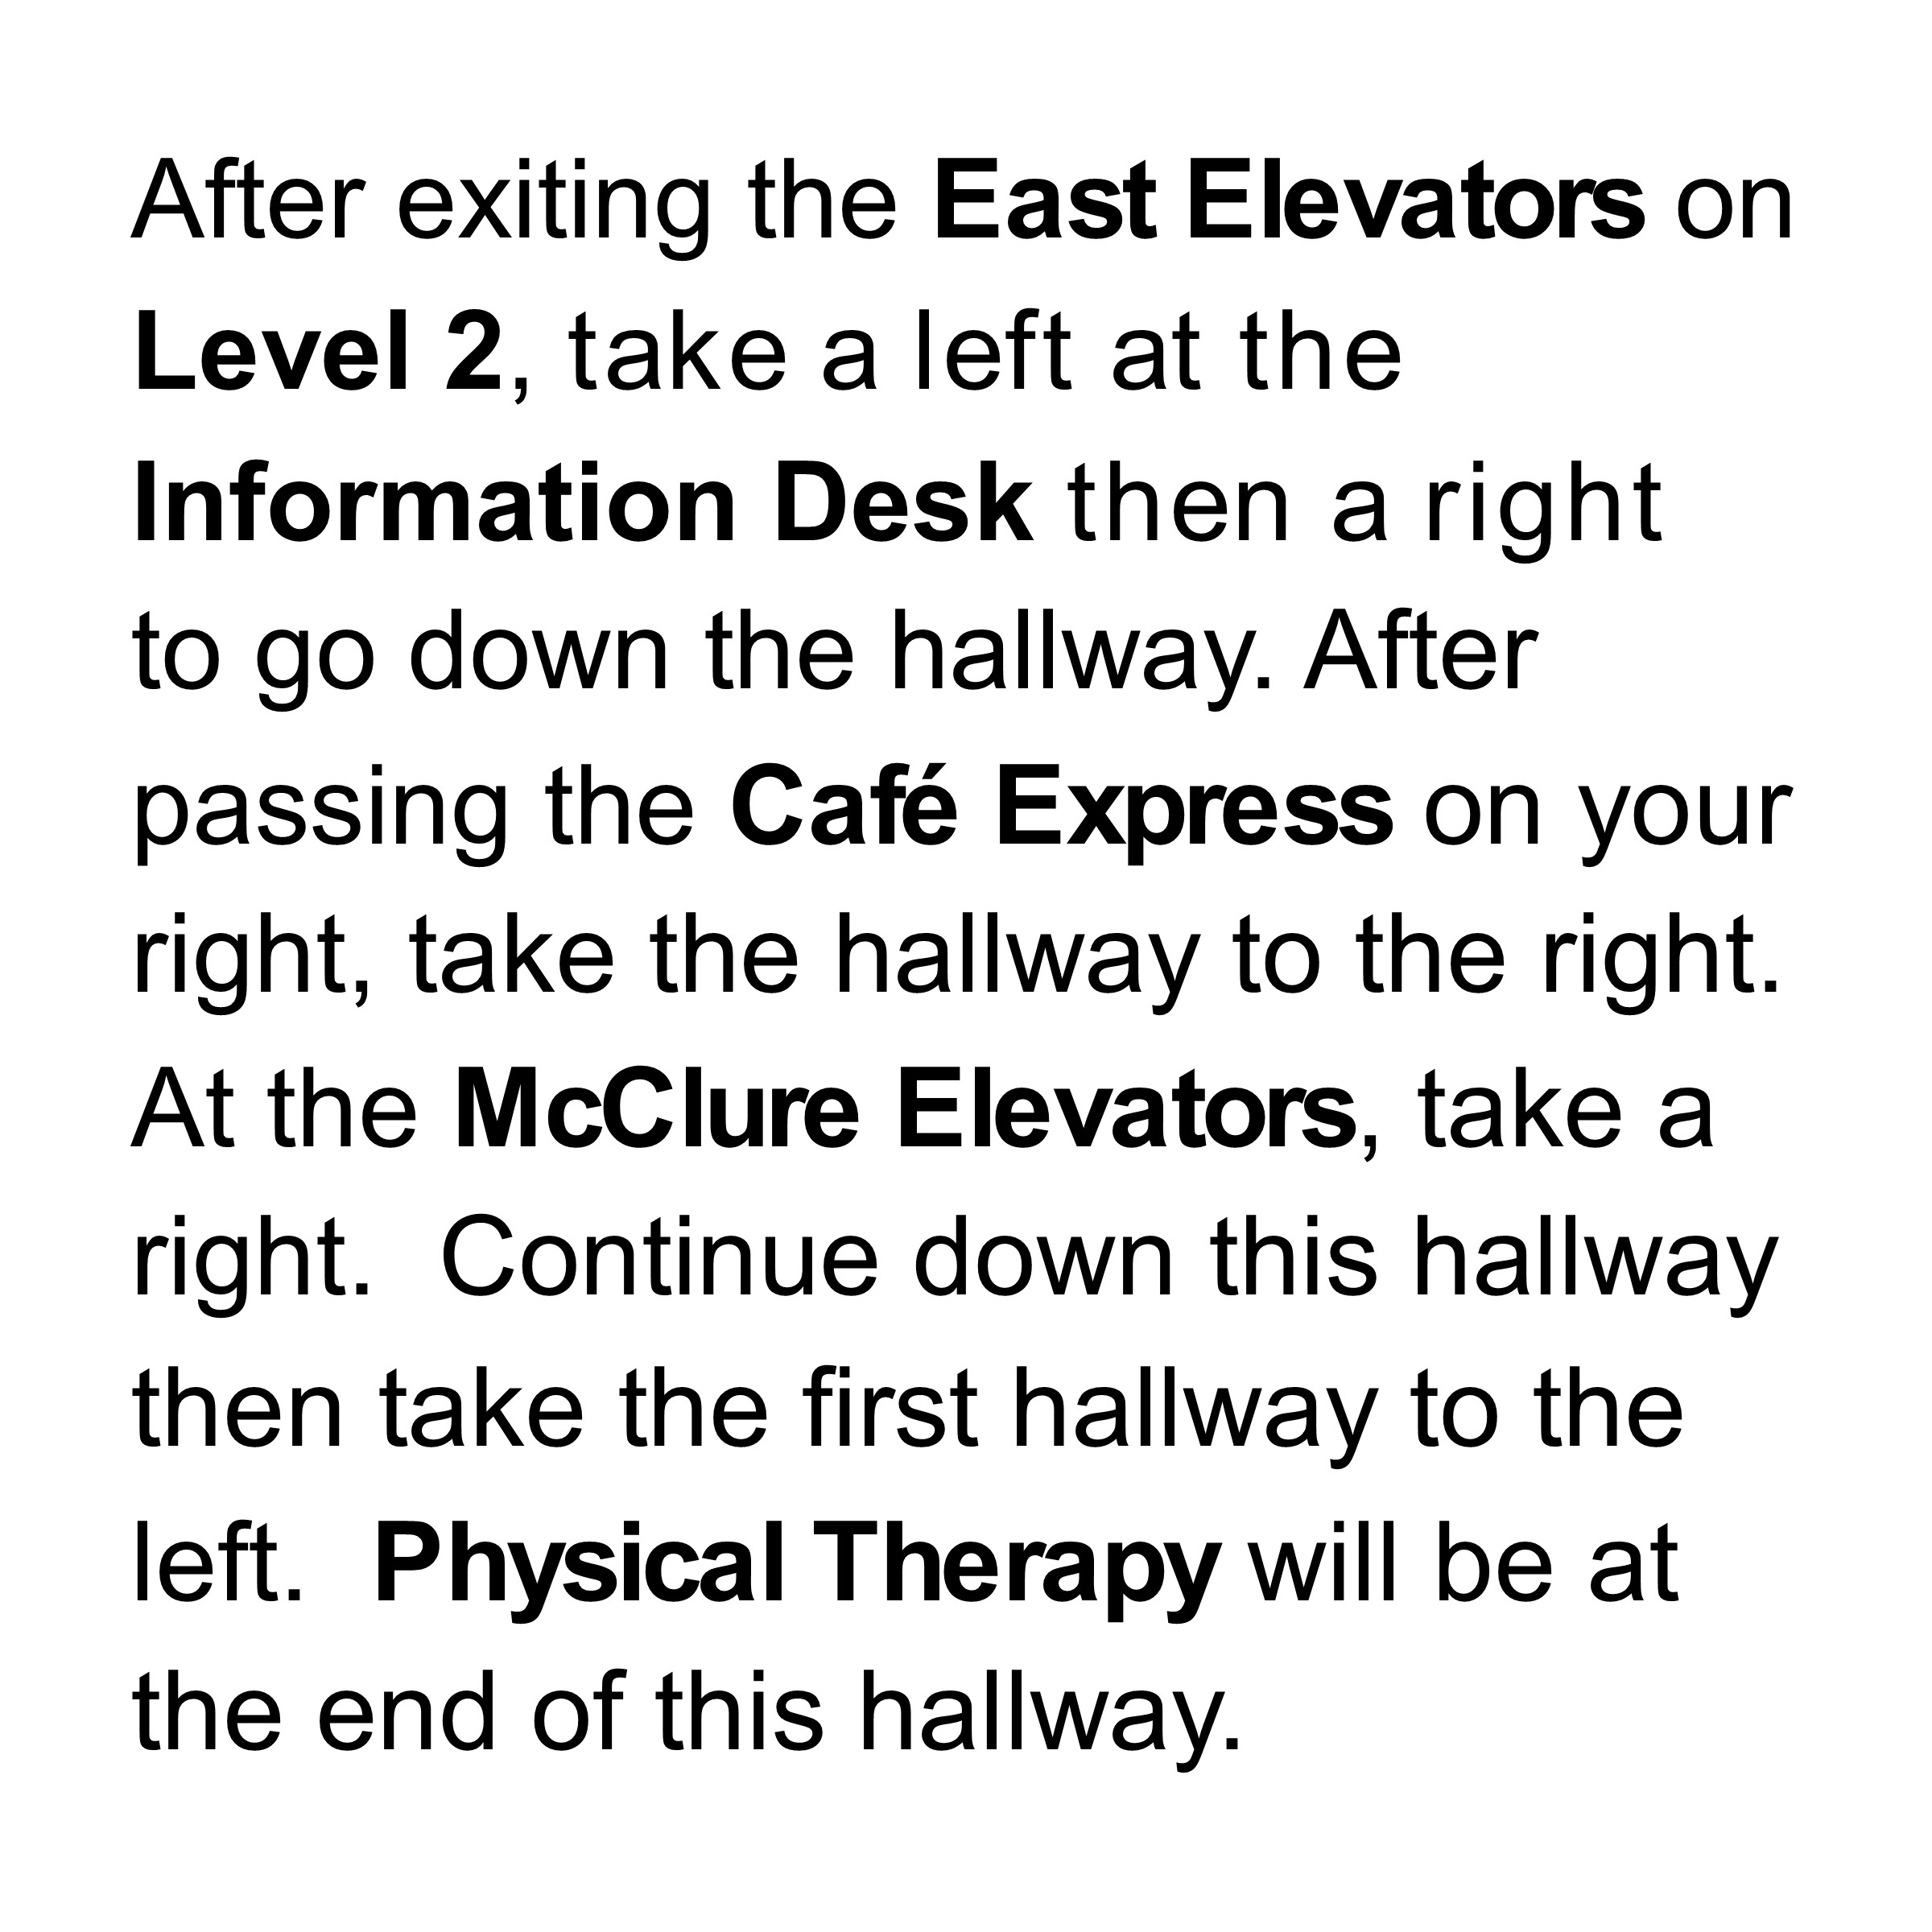 After exiting the East Elevators on
Level 2, take a left at the
Information Desk then a right
to go down the hallway. After
passing the Café Express on your
right, take the hallway to the right.
At the McClure Elevators, take a
right.  Continue down this hallway
then take the first hallway to the
left.  Physical Therapy will be at
the end of this hallway.